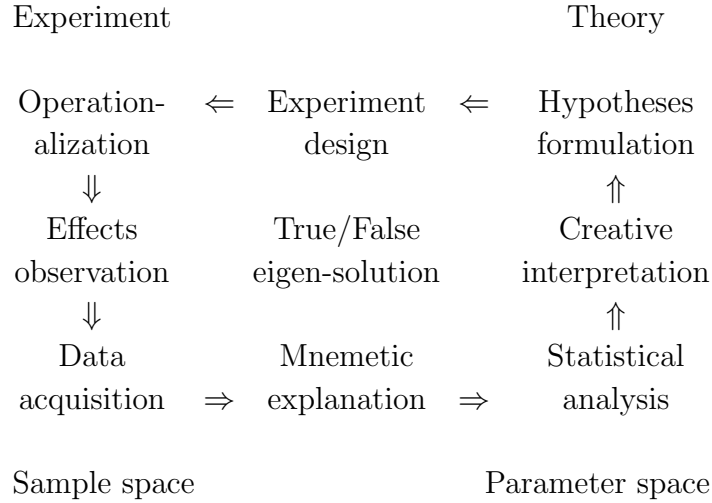 Experiment Theory
Operation- ⇐ Experiment ⇐ Hypotheses
alization design formulation
⇓ ⇑
Effects True/False Creative
observation eigen-solution interpretation
⇓ ⇑
Data Mnemetic Statistical
acquisition ⇒ explanation ⇒ analysis
Sample space Parameter space